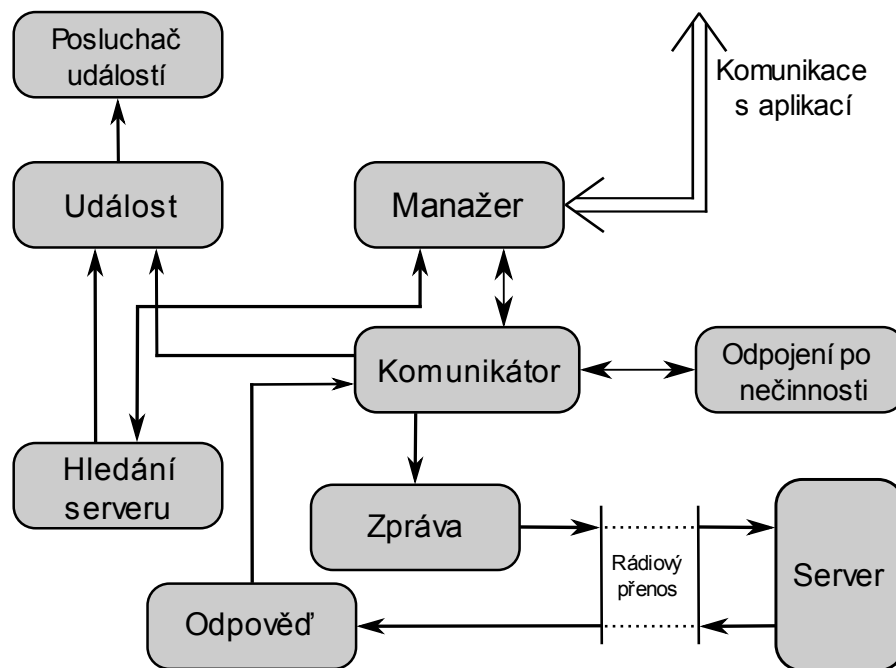 Posluchač
událostí
Komunikace
s aplikací
Událost
Manažer
Komunikátor
Odpojení po
nečinnosti
Hledání
serveru
Zpráva
Rádiový
přenos
Server
Odpověď